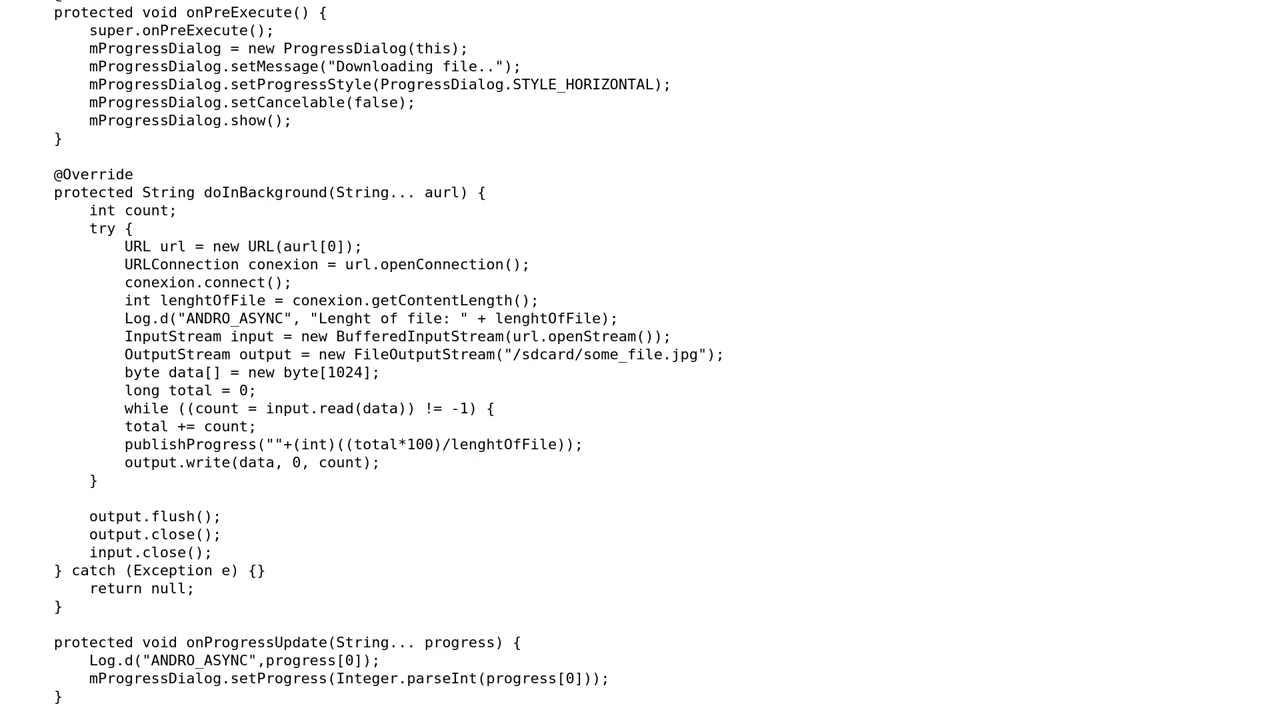 protected void onPreExecute() {
    super.onPreExecute();
    mProgressDialog = new ProgressDialog(this);
    mProgressDialog.setMessage("Downloading file..");
    mProgressDialog.setProgressStyle(ProgressDialog.STYLE_HORIZONTAL);
    mProgressDialog.setCancelable(false);
    mProgressDialog.show();
}

@Override
protected String doInBackground(String... aurl) {
    int count;
    try {
        URL url = new URL(aurl[0]);
        URLConnection conexion = url.openConnection();
        conexion.connect();
        int lenghtOfFile = conexion.getContentLength();
        Log.d("ANDRO_ASYNC", "Lenght of file: " + lenghtOfFile);
        InputStream input = new BufferedInputStream(url.openStream());
        OutputStream output = new FileOutputStream("/sdcard/some_file.jpg");
        byte data[] = new byte[1024];
        long total = 0;
        while ((count = input.read(data)) != -1) {
        total += count;
        publishProgress(""+(int)((total*100)/lenghtOfFile));
        output.write(data, 0, count);
    }

    output.flush();
    output.close();
    input.close();
} catch (Exception e) {}
    return null;
}

protected void onProgressUpdate(String... progress) {
    Log.d("ANDRO_ASYNC",progress[0]);
    mProgressDialog.setProgress(Integer.parseInt(progress[0]));
}